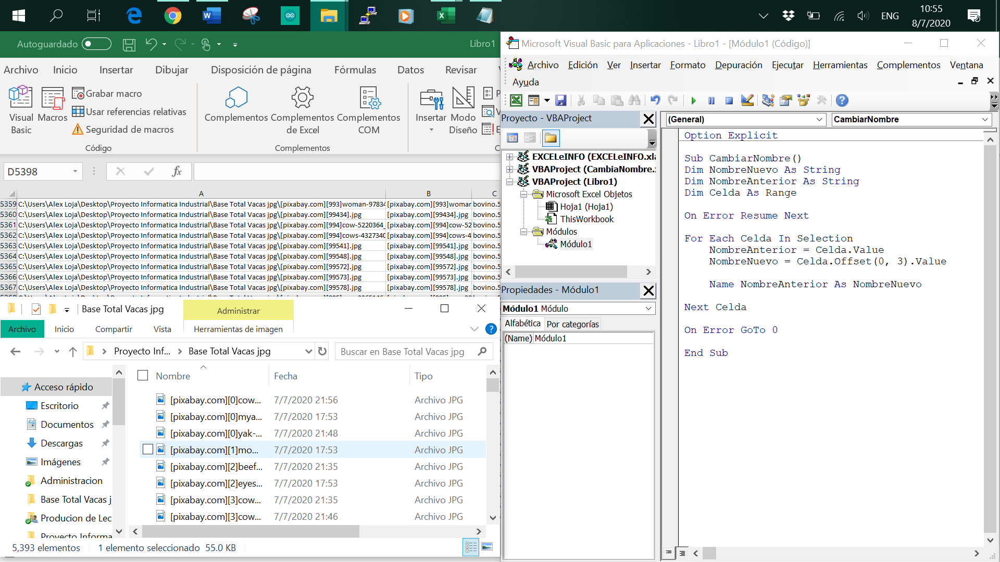 ENG
10:55
8/7/2020
Autoguardado
Libro1
Archivo Inicio Insertar Dibujar Disposición de página Fórmulas Datos Revisar
Visual Basic
Macros
Grabar macro
Usar referencias relativas
Seguridad de macros
Código
Complementos
Complementos de Excel
Complementos COM
Complementos
Insertar
Modo Diseño
D5398
fx
A B C
5359 C:\Users\Alex Loja\Desktop\Proyecto Informatica Industrial\Base Total Vacas jpg\[pixabay.com][993]woman-9783 [pixabay.com][993]woman bovino.5
5360 C:\Users\Alex Loja\Desktop\Proyecto Informatica Industrial\Base Total Vacas jpg\[pixabay.com][99434].jpg [pixabay.com][99434].jpg bovino.5
5361 C:\Users\Alex Loja\Desktop\Proyecto Informatica Industrial\Base Total Vacas jpg\[pixabay.com][994]cow-5220364_ [pixabay.com][994]cow-52 bovino.5
5362 C:\Users\Alex Loja\Desktop\Proyecto Informatica Industrial\Base Total Vacas jpg\[pixabay.com][994]cows-4327340 [pixabay.com][994]cows-4 bovino.5
5363 C:\Users\Alex Loja\Desktop\Proyecto Informatica Industrial\Base Total Vacas jpg\[pixabay.com][99541].jpg [pixabay.com][99541].jpg bovino.5
5364 C:\Users\Alex Loja\Desktop\Proyecto Informatica Industrial\Base Total Vacas jpg\[pixabay.com][99548].jpg [pixabay.com][99548].jpg bovino.5
5365 C:\Users\Alex Loja\Desktop\Proyecto Informatica Industrial\Base Total Vacas jpg\[pixabay.com][99572].jpg [pixabay.com][99572].jpg bovino.5
5366 C:\Users\Alex Loja\Desktop\Proyecto Informatica Industrial\Base Total Vacas jpg\[pixabay.com][99573].jpg [pixabay.com][99573].jpg bovino.5
5367 C:\Users\Alex Loja\Desktop\Proyecto Informatica Industrial\Base Total Vacas jpg\[pixabay.com][99578].jpg [pixabay.com][99578].jpg bovino.5
Base Total Vacas jpg
Administrar
Archivo Inicio Compartir Vista Herramientas de imagen
Proyecto Inf... Base Total Vacas jpg
Buscar en Base Total Vacas jpg
Acceso rápido
Escritorio
Documentos
Descargas
Imágenes
Administracion
Base Total Vacas j
Producion de Lec
Proyecto Informa
Nombre Fecha Tipo
[pixabay.com][0]cow... 7/7/2020 21:56 Archivo JPG
[pixabay.com][0]mya... 7/7/2020 17:53 Archivo JPG
[pixabay.com][0]yak-... 7/7/2020 21:48 Archivo JPG
[pixabay.com][1]mo... 7/7/2020 17:53 Archivo JPG
[pixabay.com][2]beef... 7/7/2020 21:35 Archivo JPG
[pixabay.com][2]eyes... 7/7/2020 17:53 Archivo JPG
[pixabay.com][3]cow... 7/7/2020 21:35 Archivo JPG
[pixabay.com][3]cow... 7/7/2020 21:46 Archivo JPG
5,393 elementos 1 elemento seleccionado 55.0 KB
Microsoft Visual Basic para Aplicaciones - Libro1 - [Módulo1 (Código)]
Archivo Edición Ver Insertar Formato Depuración Ejecutar Herramientas Complementos Ventana
Ayuda
Proyecto - VBAProject
EXCELeINFO (EXCELeINFO.xla
VBAProject (CambiaNombre.
VBAProject (Libro1)
Microsoft Excel Objetos
Hoja1 (Hoja1)
ThisWorkbook
Módulos
Módulo1
Propiedades - Módulo1
Módulo1 Módulo
Alfabética Por categorías
(Name) Módulo1
(General) CambiarNombre
Option Explicit
Sub CambiarNombre()
Dim NombreNuevo As String
Dim NombreAnterior As String
Dim Celda As Range
On Error Resume Next
For Each Celda In Selection
NombreAnterior = Celda.Value
NombreNuevo = Celda.Offset(0, 3).Value
Name NombreAnterior As NombreNuevo
Next Celda
On Error GoTo 0
End Sub